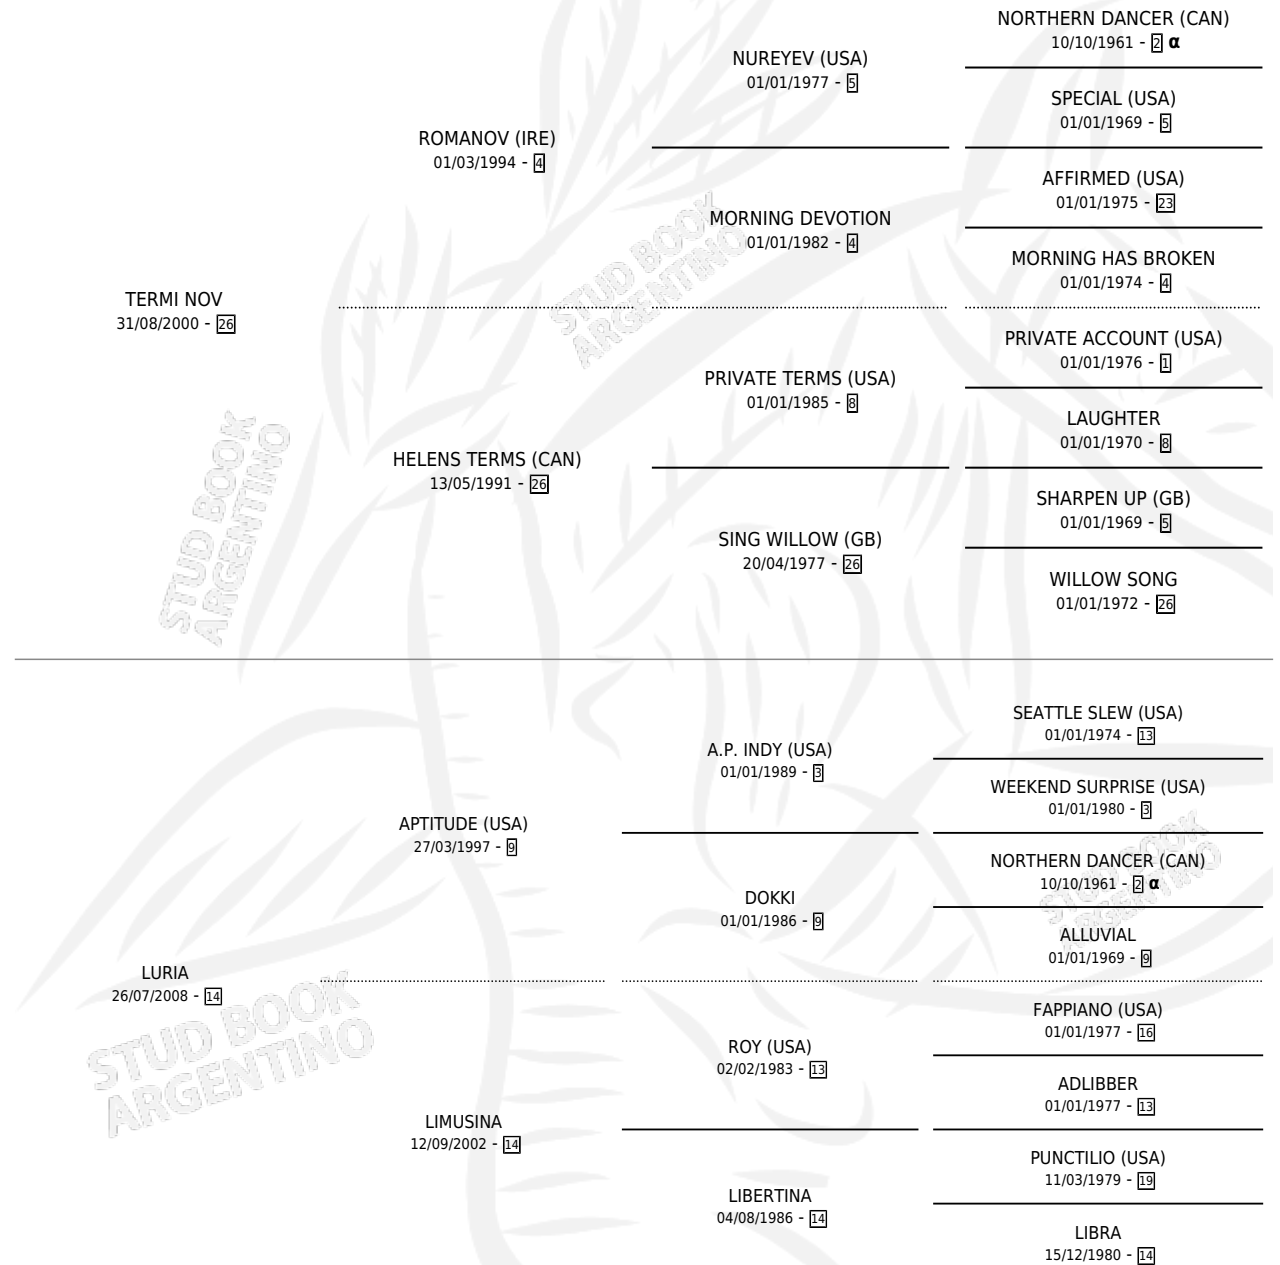 NORTHERN DANCER (CAN)
10/10/1961 - 2 α
NUREYEV (USA)
01/01/1977 - 5
SPECIAL (USA)
01/01/1969 - 5
ROMANOV (IRE)
01/03/1994 - 4
AFFIRMED (USA)
01/01/1975 - 23
MORNING DEVOTION
01/01/1982 - 4
MORNING HAS BROKEN
01/01/1974 - 4
TERMI NOV
31/08/2000 - 26
PRIVATE ACCOUNT (USA)
01/01/1976 - 1
PRIVATE TERMS (USA)
01/01/1985 - 8
LAUGHTER
01/01/1970 - 8
HELENS TERMS (CAN)
13/05/1991 - 26
SHARPEN UP (GB)
01/01/1969 - 5
SING WILLOW (GB)
20/04/1977 - 26
WILLOW SONG
01/01/1972 - 26
SEATTLE SLEW (USA)
01/01/1974 - 13
A.P. INDY (USA)
01/01/1989 - 3
WEEKEND SURPRISE (USA)
01/01/1980 - 3
APTITUDE (USA)
27/03/1997 - 9
NORTHERN DANCER (CAN)
10/10/1961 - 2 α
DOKKI
01/01/1986 - 9
ALLUVIAL
01/01/1969 - 9
LURIA
26/07/2008 - 14
FAPPIANO (USA)
01/01/1977 - 16
ROY (USA)
02/02/1983 - 13
ADLIBBER
01/01/1977 - 13
LIMUSINA
12/09/2002 - 14
PUNCTILIO (USA)
11/03/1979 - 19
LIBERTINA
04/08/1986 - 14
LIBRA
15/12/1980 - 14
STUD BOOK
ARGENTINO
STUD BOOK
ARGENTINO
STUD BOOK
ARGENTINO
STUD BOOK
ARGENTINO